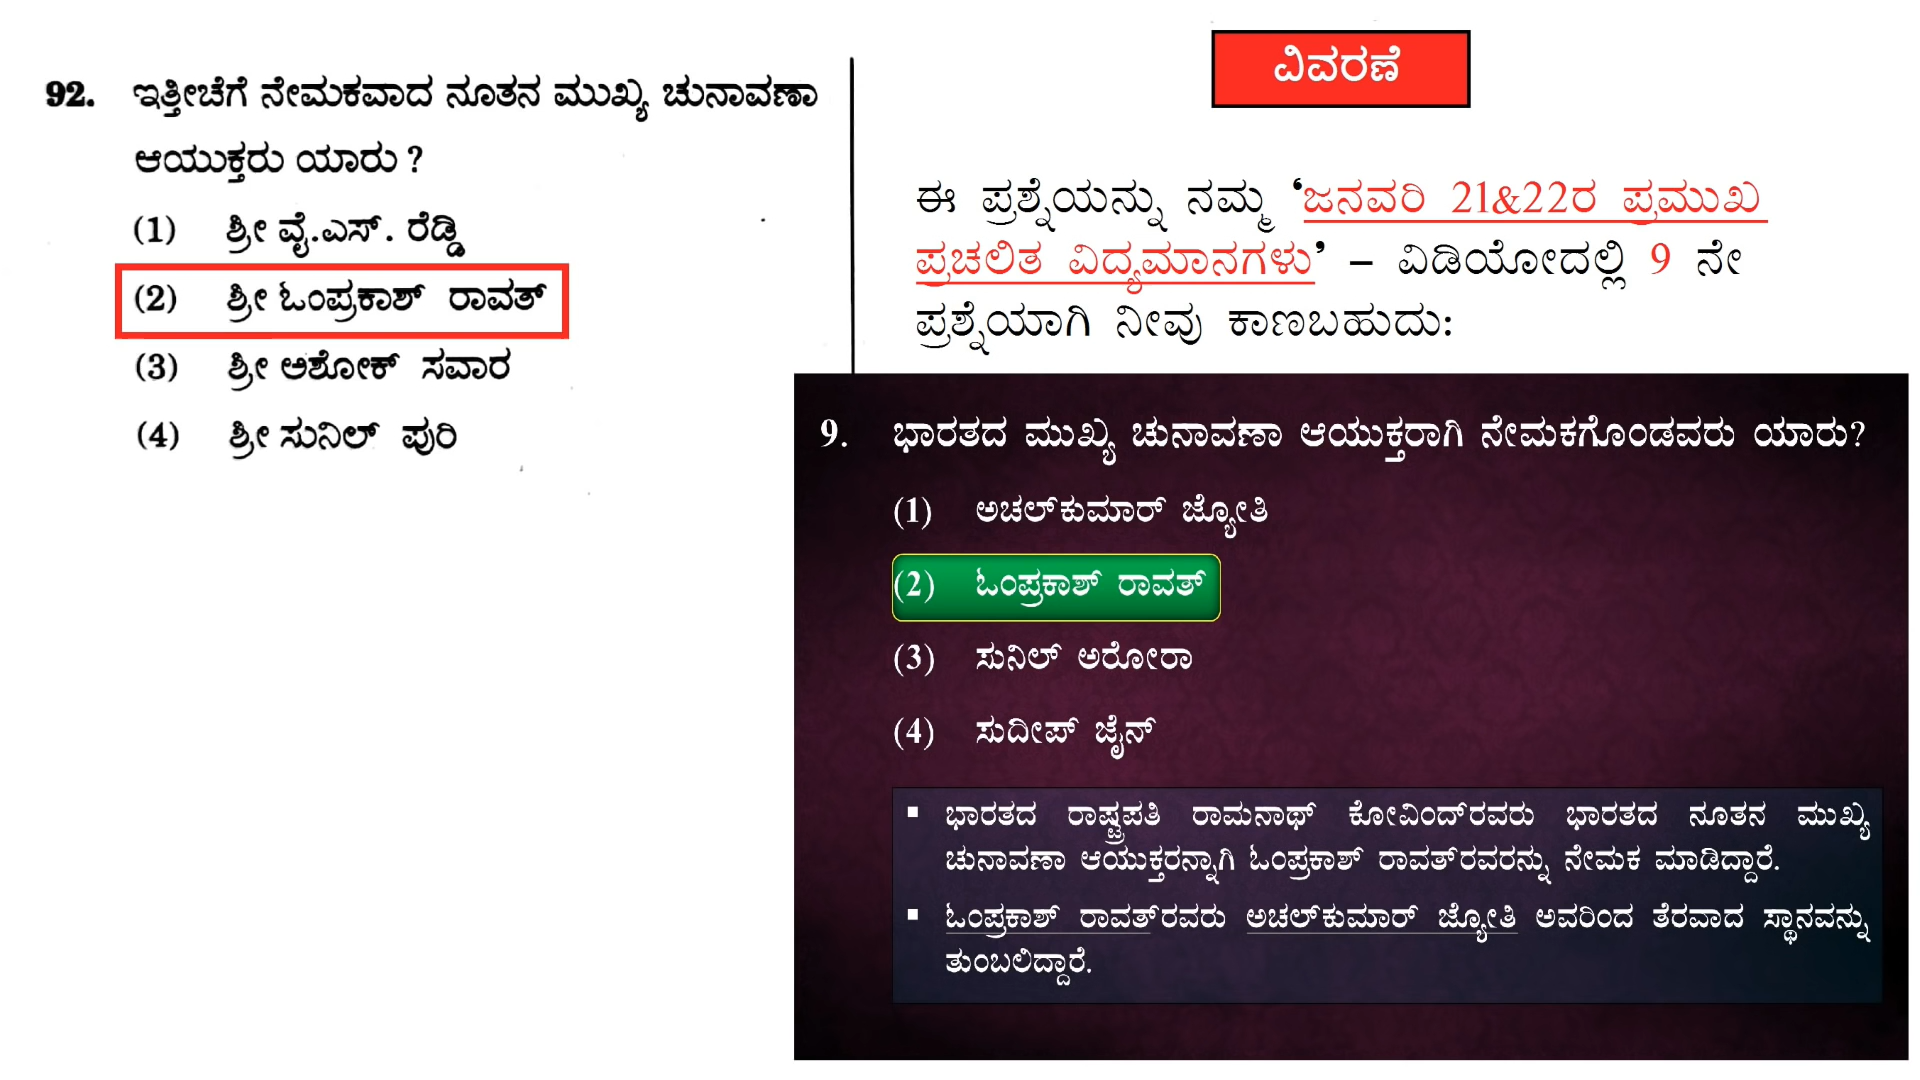 92. ಇತ್ತೀಚೆಗೆ ನೇಮಕವಾದ ನೂತನ ಮುಖ್ಯ ಚುನಾವಣಾ
ಆಯುಕ್ತರು ಯಾರು ?
(1) ಶ್ರೀ ವೈ.ಎಸ್. ರೆಡ್ಡಿ
(2) ಶ್ರೀ ಓಂಪ್ರಕಾಶ್ ರಾವತ್
(3) ಶ್ರೀ ಅಶೋಕ್ ಸವಾರ
(4) ಶ್ರೀ ಸುನಿಲ್ ಪುರಿ
ವಿವರಣೆ
ಈ ಪ್ರಶ್ನೆಯನ್ನು ನಮ್ಮ ‘ಜನವರಿ 21&22ರ ಪ್ರಮುಖ
ಪ್ರಚಲಿತ ವಿದ್ಯಮಾನಗಳು’ – ವಿಡಿಯೋದಲ್ಲಿ 9 ನೇ
ಪ್ರಶ್ನೆಯಾಗಿ ನೀವು ಕಾಣಬಹುದು:
9. ಭಾರತದ ಮುಖ್ಯ ಚುನಾವಣಾ ಆಯುಕ್ತರಾಗಿ ನೇಮಕಗೊಂಡವರು ಯಾರು?
(1) ಅಚಲ್‌ಕುಮಾರ್ ಜ್ಯೋತಿ
(2) ಓಂಪ್ರಕಾಶ್ ರಾವತ್
(3) ಸುನಿಲ್ ಅರೋರಾ
(4) ಸುದೀಪ್ ಜೈನ್
▪ ಭಾರತದ ರಾಷ್ಟ್ರಪತಿ ರಾಮನಾಥ್ ಕೋವಿಂದ್‌ರವರು ಭಾರತದ ನೂತನ ಮುಖ್ಯ
ಚುನಾವಣಾ ಆಯುಕ್ತರನ್ನಾಗಿ ಓಂಪ್ರಕಾಶ್ ರಾವತ್‌ರವರನ್ನು ನೇಮಕ ಮಾಡಿದ್ದಾರೆ.
▪ ಓಂಪ್ರಕಾಶ್ ರಾವತ್‌ರವರು ಅಚಲ್‌ಕುಮಾರ್ ಜ್ಯೋತಿ ಅವರಿಂದ ತೆರವಾದ ಸ್ಥಾನವನ್ನು
ತುಂಬಲಿದ್ದಾರೆ.